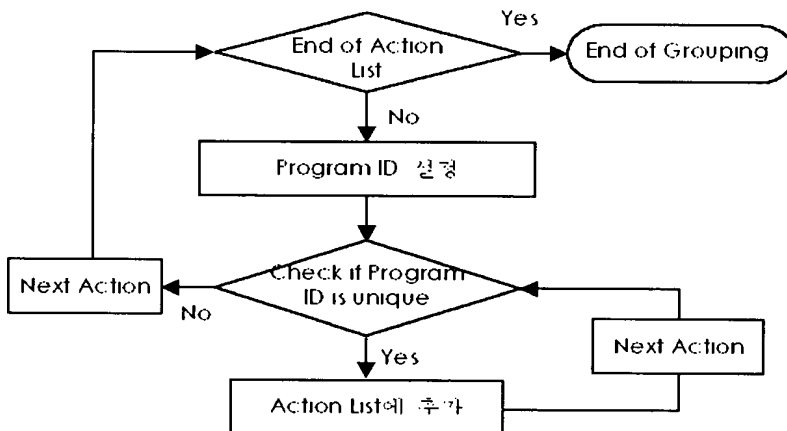 Yes
End of Action
List
End of Grouping
No
Program ID 설정
Check if Program
ID is unique
Next Action
No
Next Action
Yes
Action List에 추가